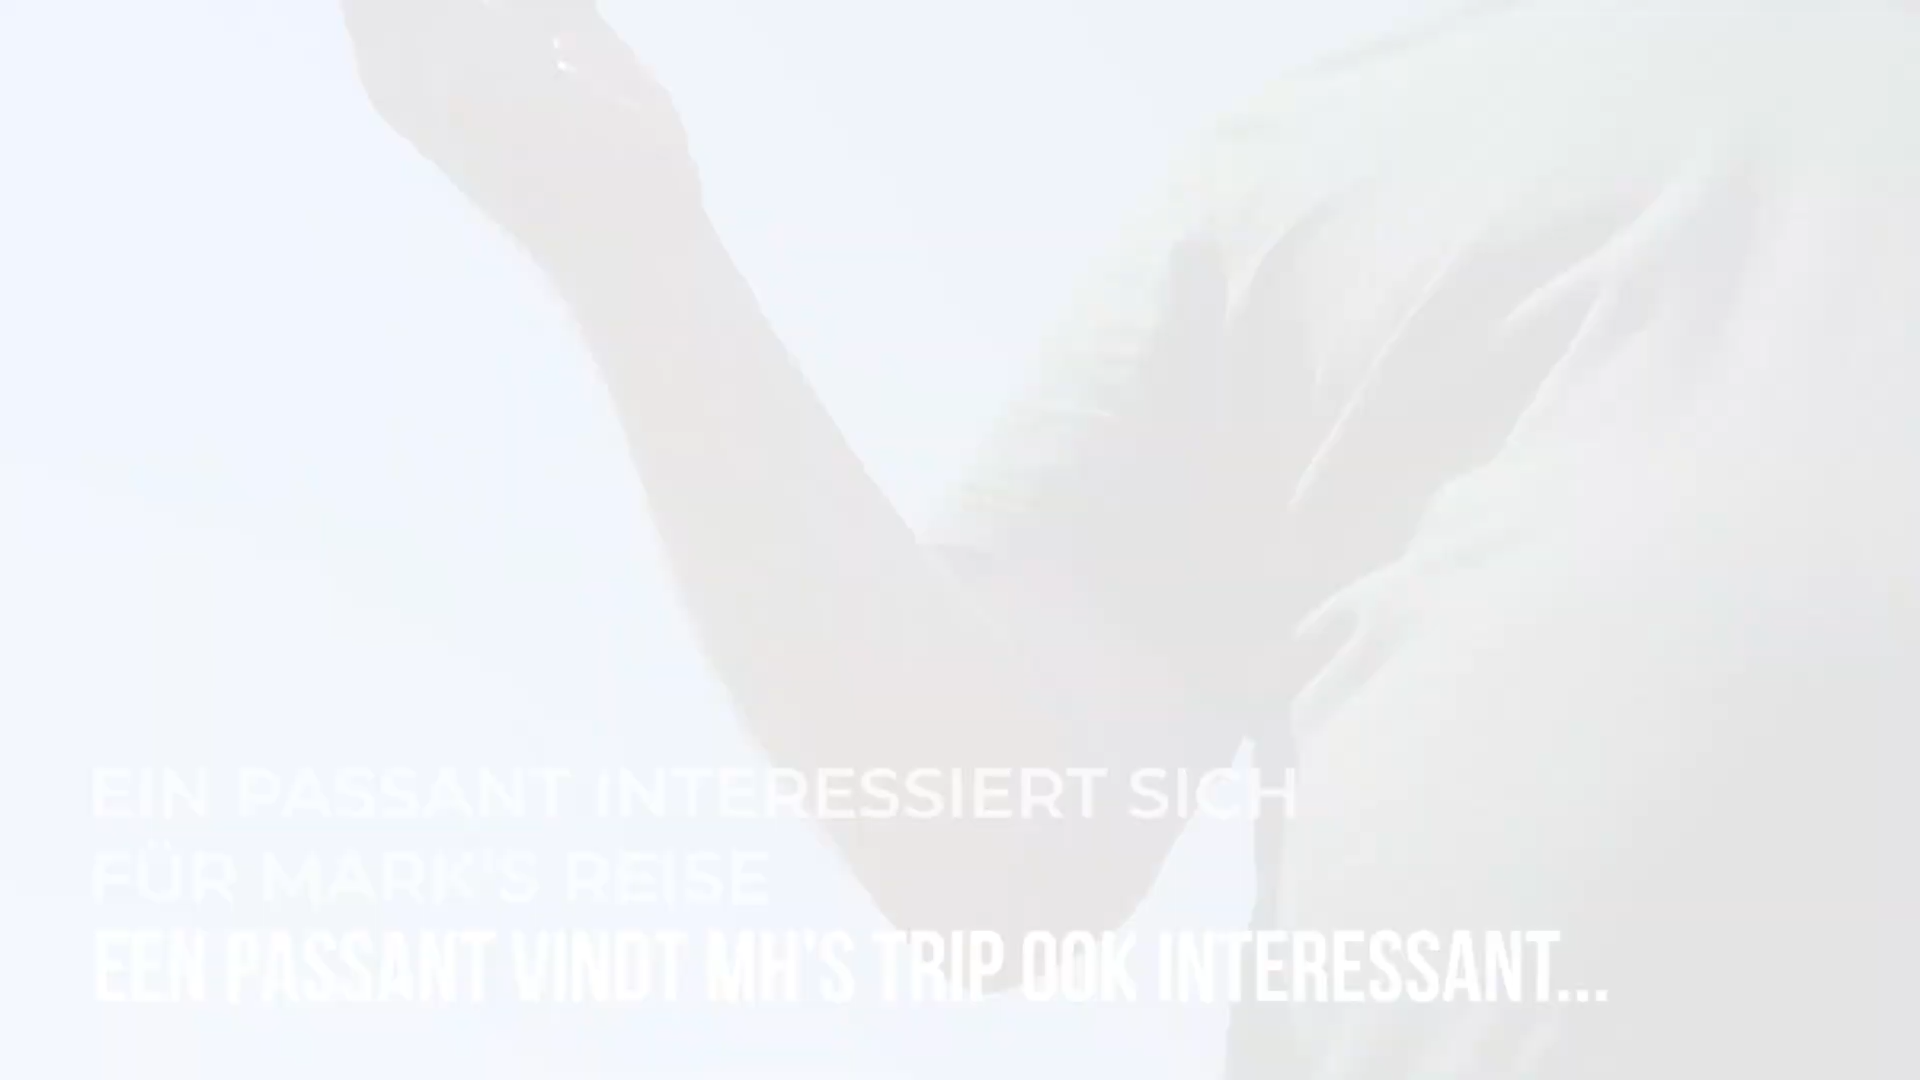 EIN PASSANT INTERESSIERT SICH
FÜR MARK'S REISE
EEN PASSANT VINDT MH'S TRIP OOK INTERESSANT...